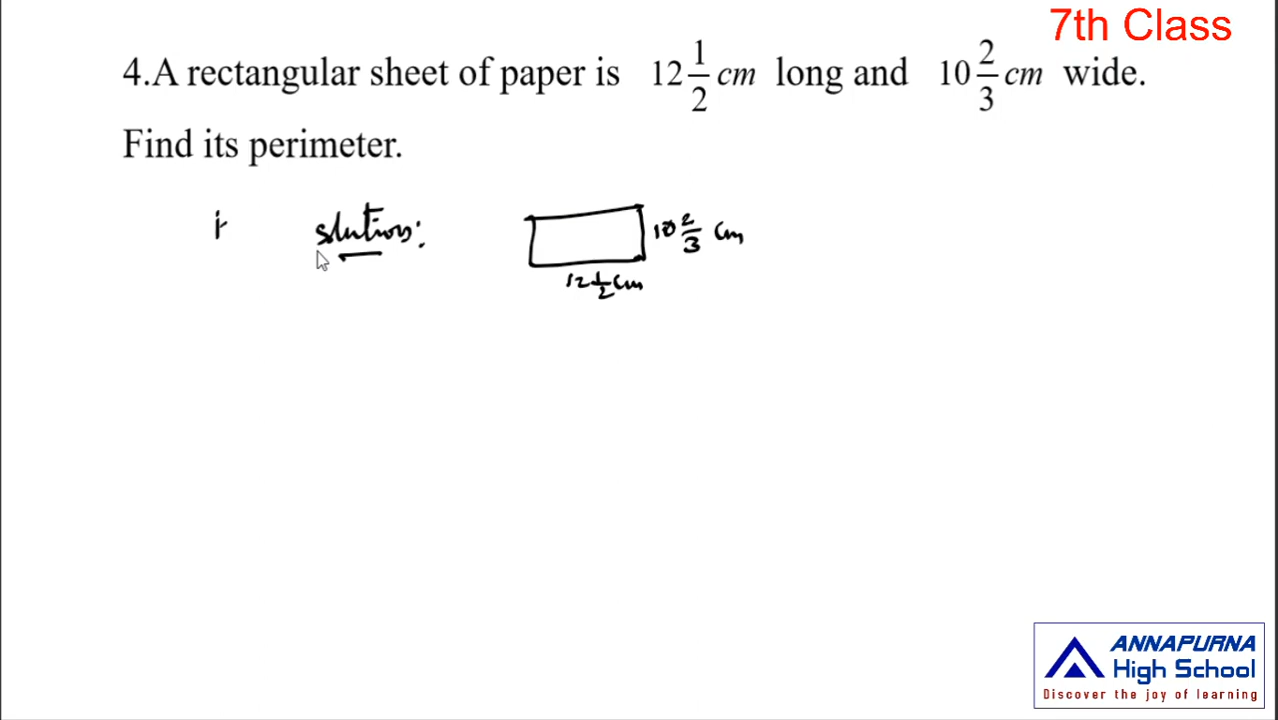 7th Class
4.A rectangular sheet of paper is 12 1/2 cm long and 10 2/3 cm wide.
Find its perimeter.
slution:
10 2/3 cm
12 1/2 cm
ANNAPURNA
High School
Discover the joy of learning